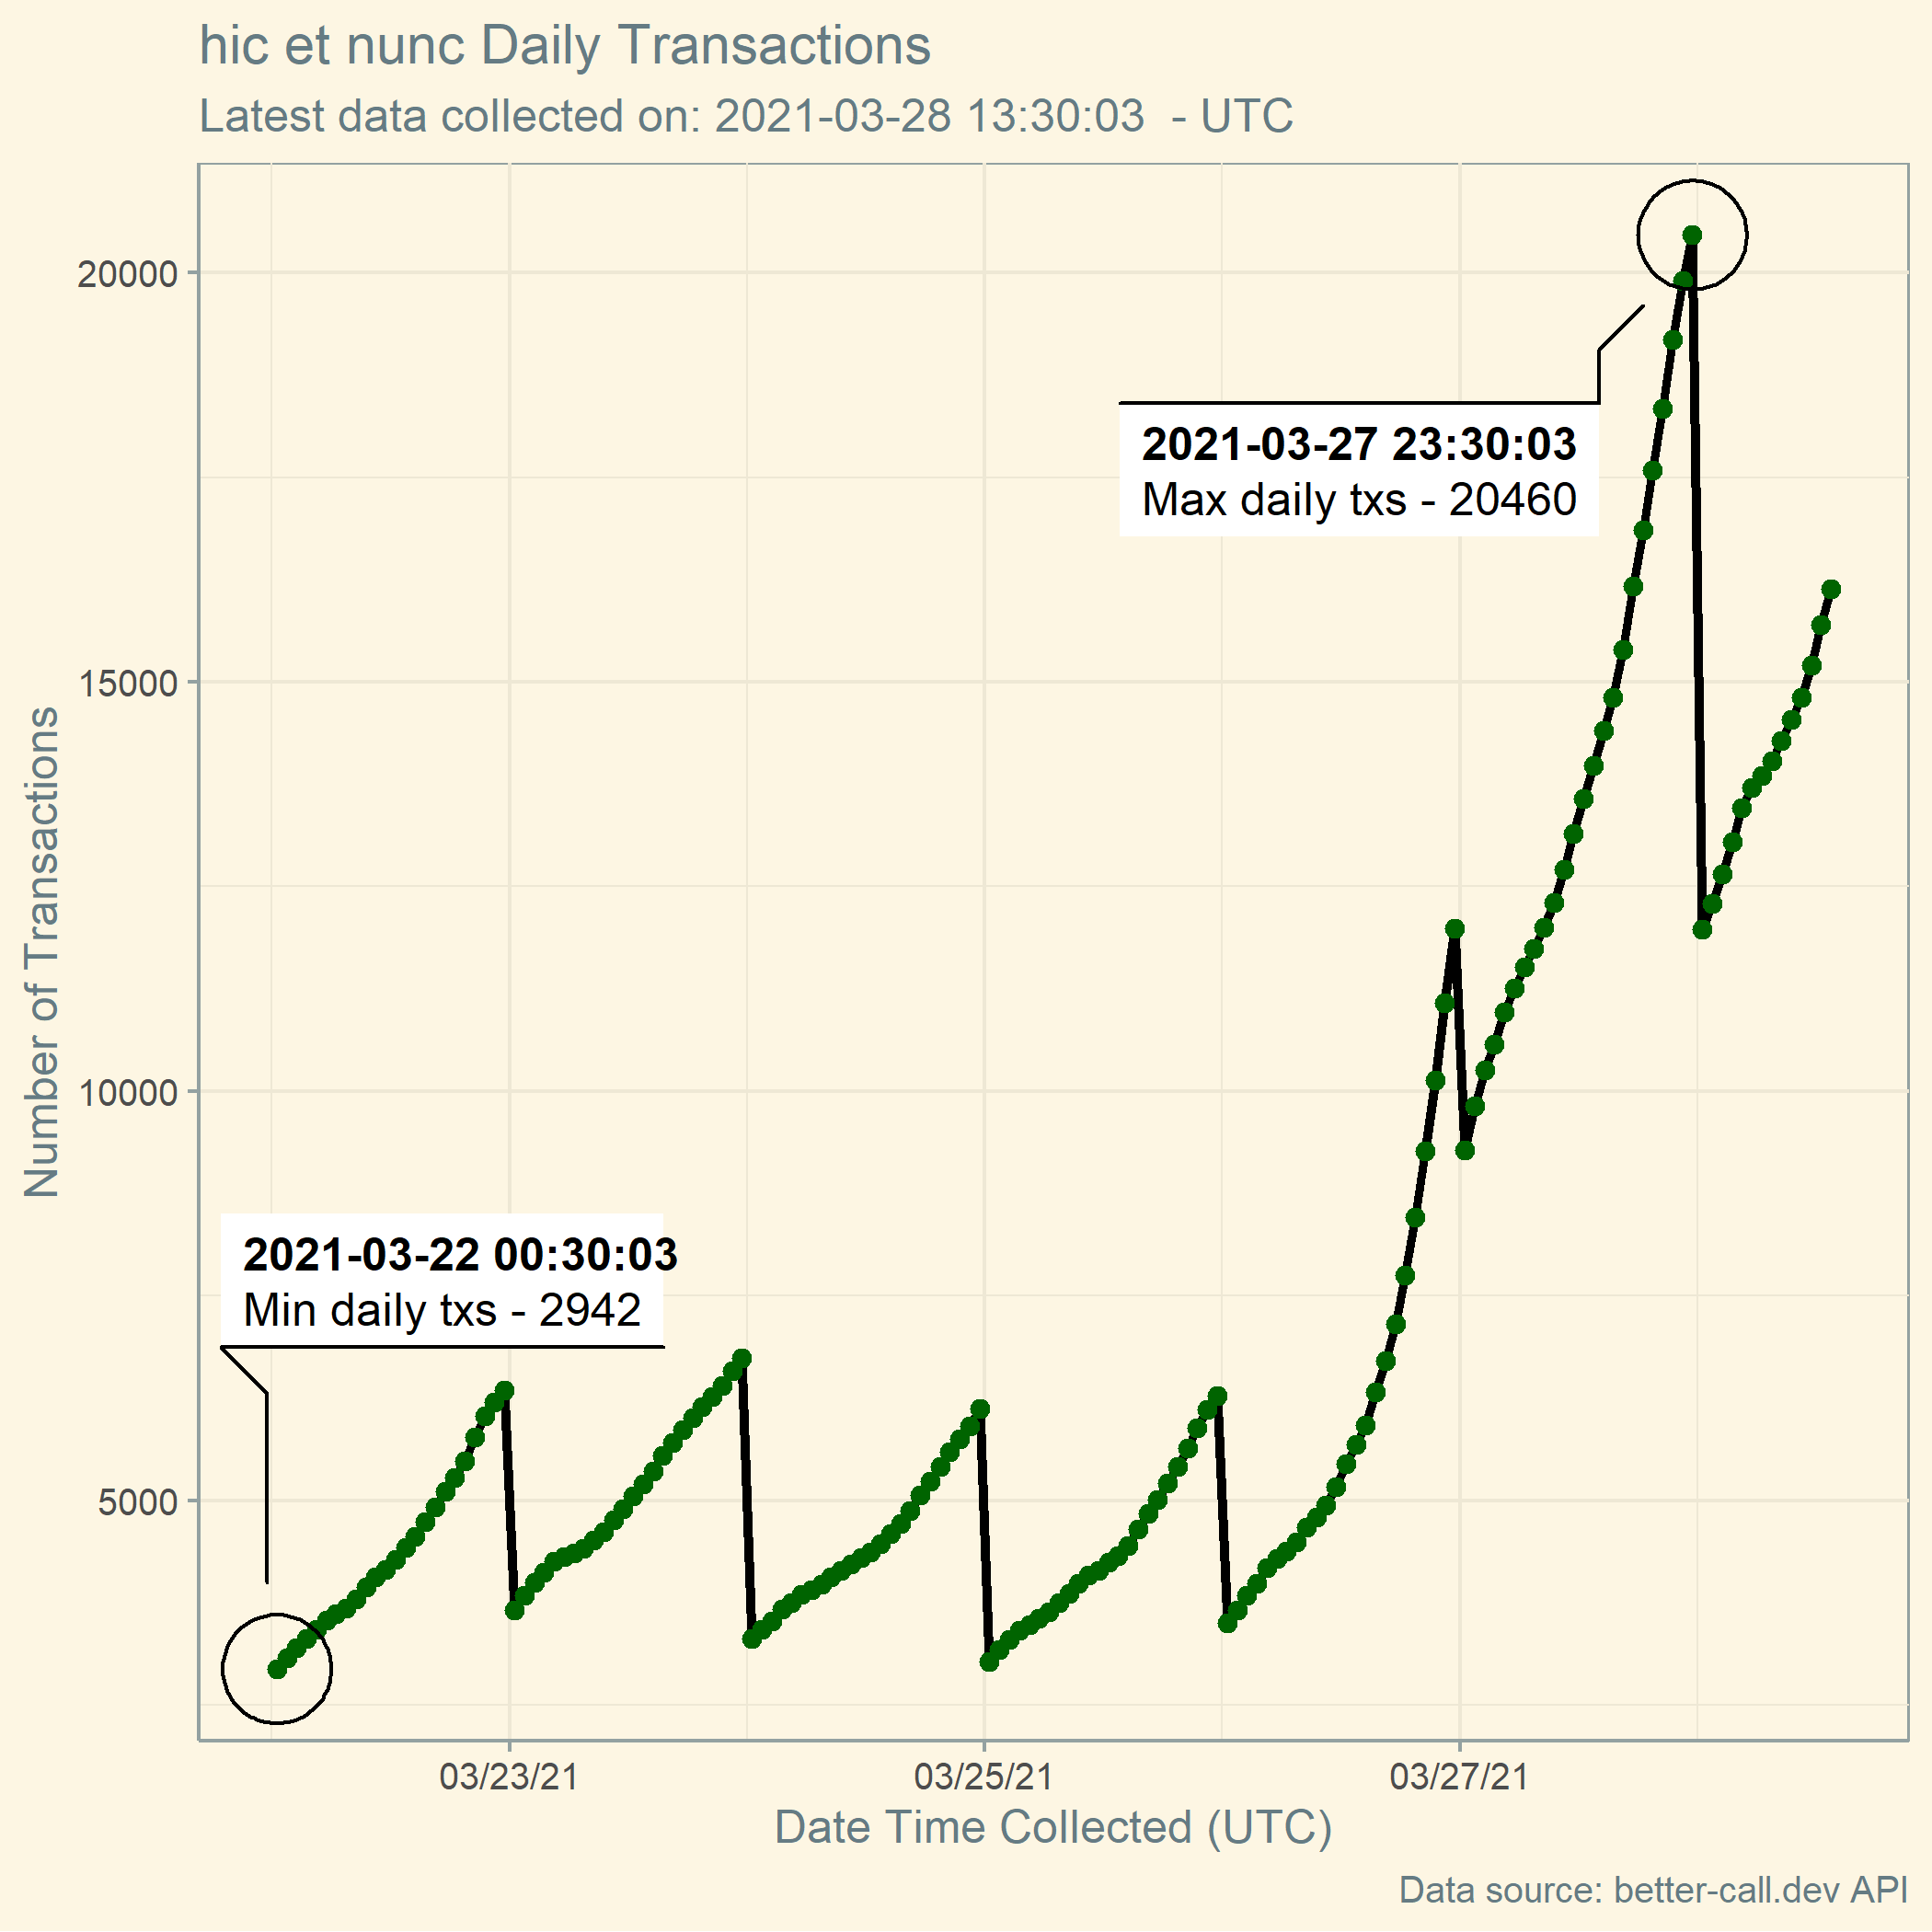 hic et nunc Daily Transactions
Latest data collected on: 2021-03-28 13:30:03  - UTC
20000
15000
10000
5000
Number of Transactions
2021-03-27 23:30:03
Max daily txs - 20460
2021-03-22 00:30:03
Min daily txs - 2942
03/23/21
03/25/21
03/27/21
Date Time Collected (UTC)
Data source: better-call.dev API